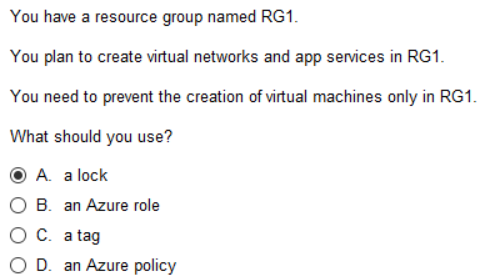 You have a resource group named RG1.
You plan to create virtual networks and app services in RG1.
You need to prevent the creation of virtual machines only in RG1.
What should you use?
A. a lock
B. an Azure role
C. a tag
D. an Azure policy